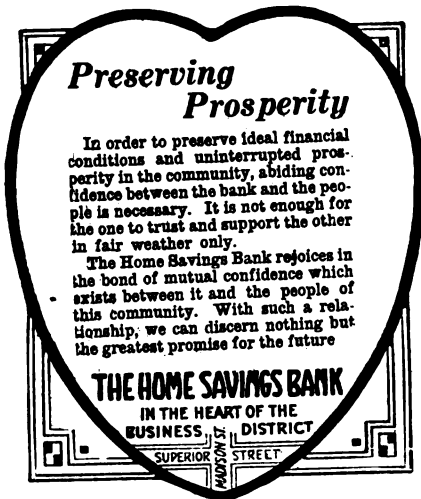 Preserving
Prosperity
In order to preserve ideal financial
conditions and uninterrupted pros-
perity in the community, abiding con-
fidence between the bank and the peo-
ple is necessary. It is not enough for
the one to trust and support the other
in fair weather only.
The Home Savings Bank rejoices in
the bond of mutual confidence which
exists between it and the people of
this community. With such a rela-
tionship, we can discern nothing but
the greatest promise for the future
THE HOME SAVINGS BANK
IN THE HEART OF THE
BUSINESS DISTRICT
SUPERIOR STREET
MADISON ST.